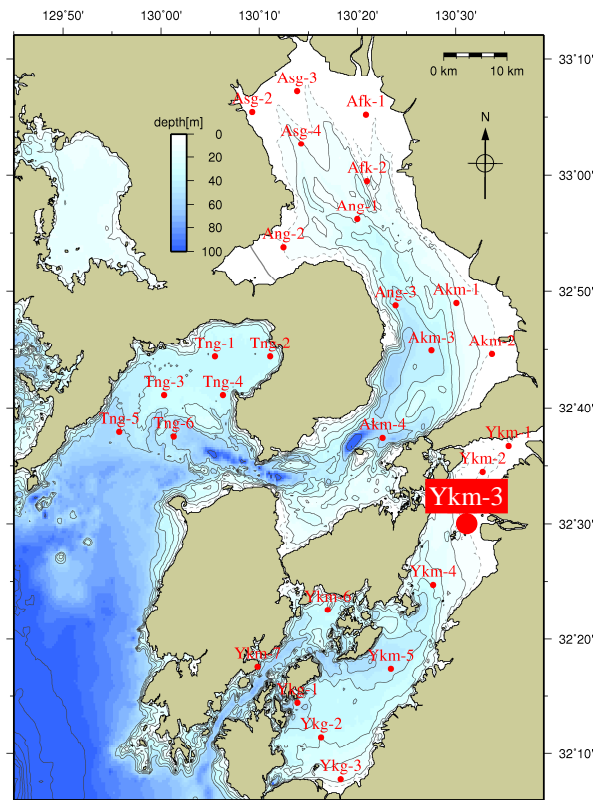 129°50'
130°00'
130°10'
130°20'
130°30'
33°10'
33°00'
32°50'
32°40'
32°30'
32°20'
32°10'
0 km
10 km
N
depth[m]
0
20
40
60
80
100
Asg-3
Asg-2
Afk-1
Asg-4
Afk-2
Ang-1
Ang-2
Ang-3
Akm-1
Akm-3
Akm-2
Tng-1
Tng-2
Tng-3
Tng-4
Tng-5
Tng-6
Akm-4
Ykm-1
Ykm-2
Ykm-3
Ykm-4
Ykm-6
Ykm-7
Ykm-5
Ykg-1
Ykg-2
Ykg-3